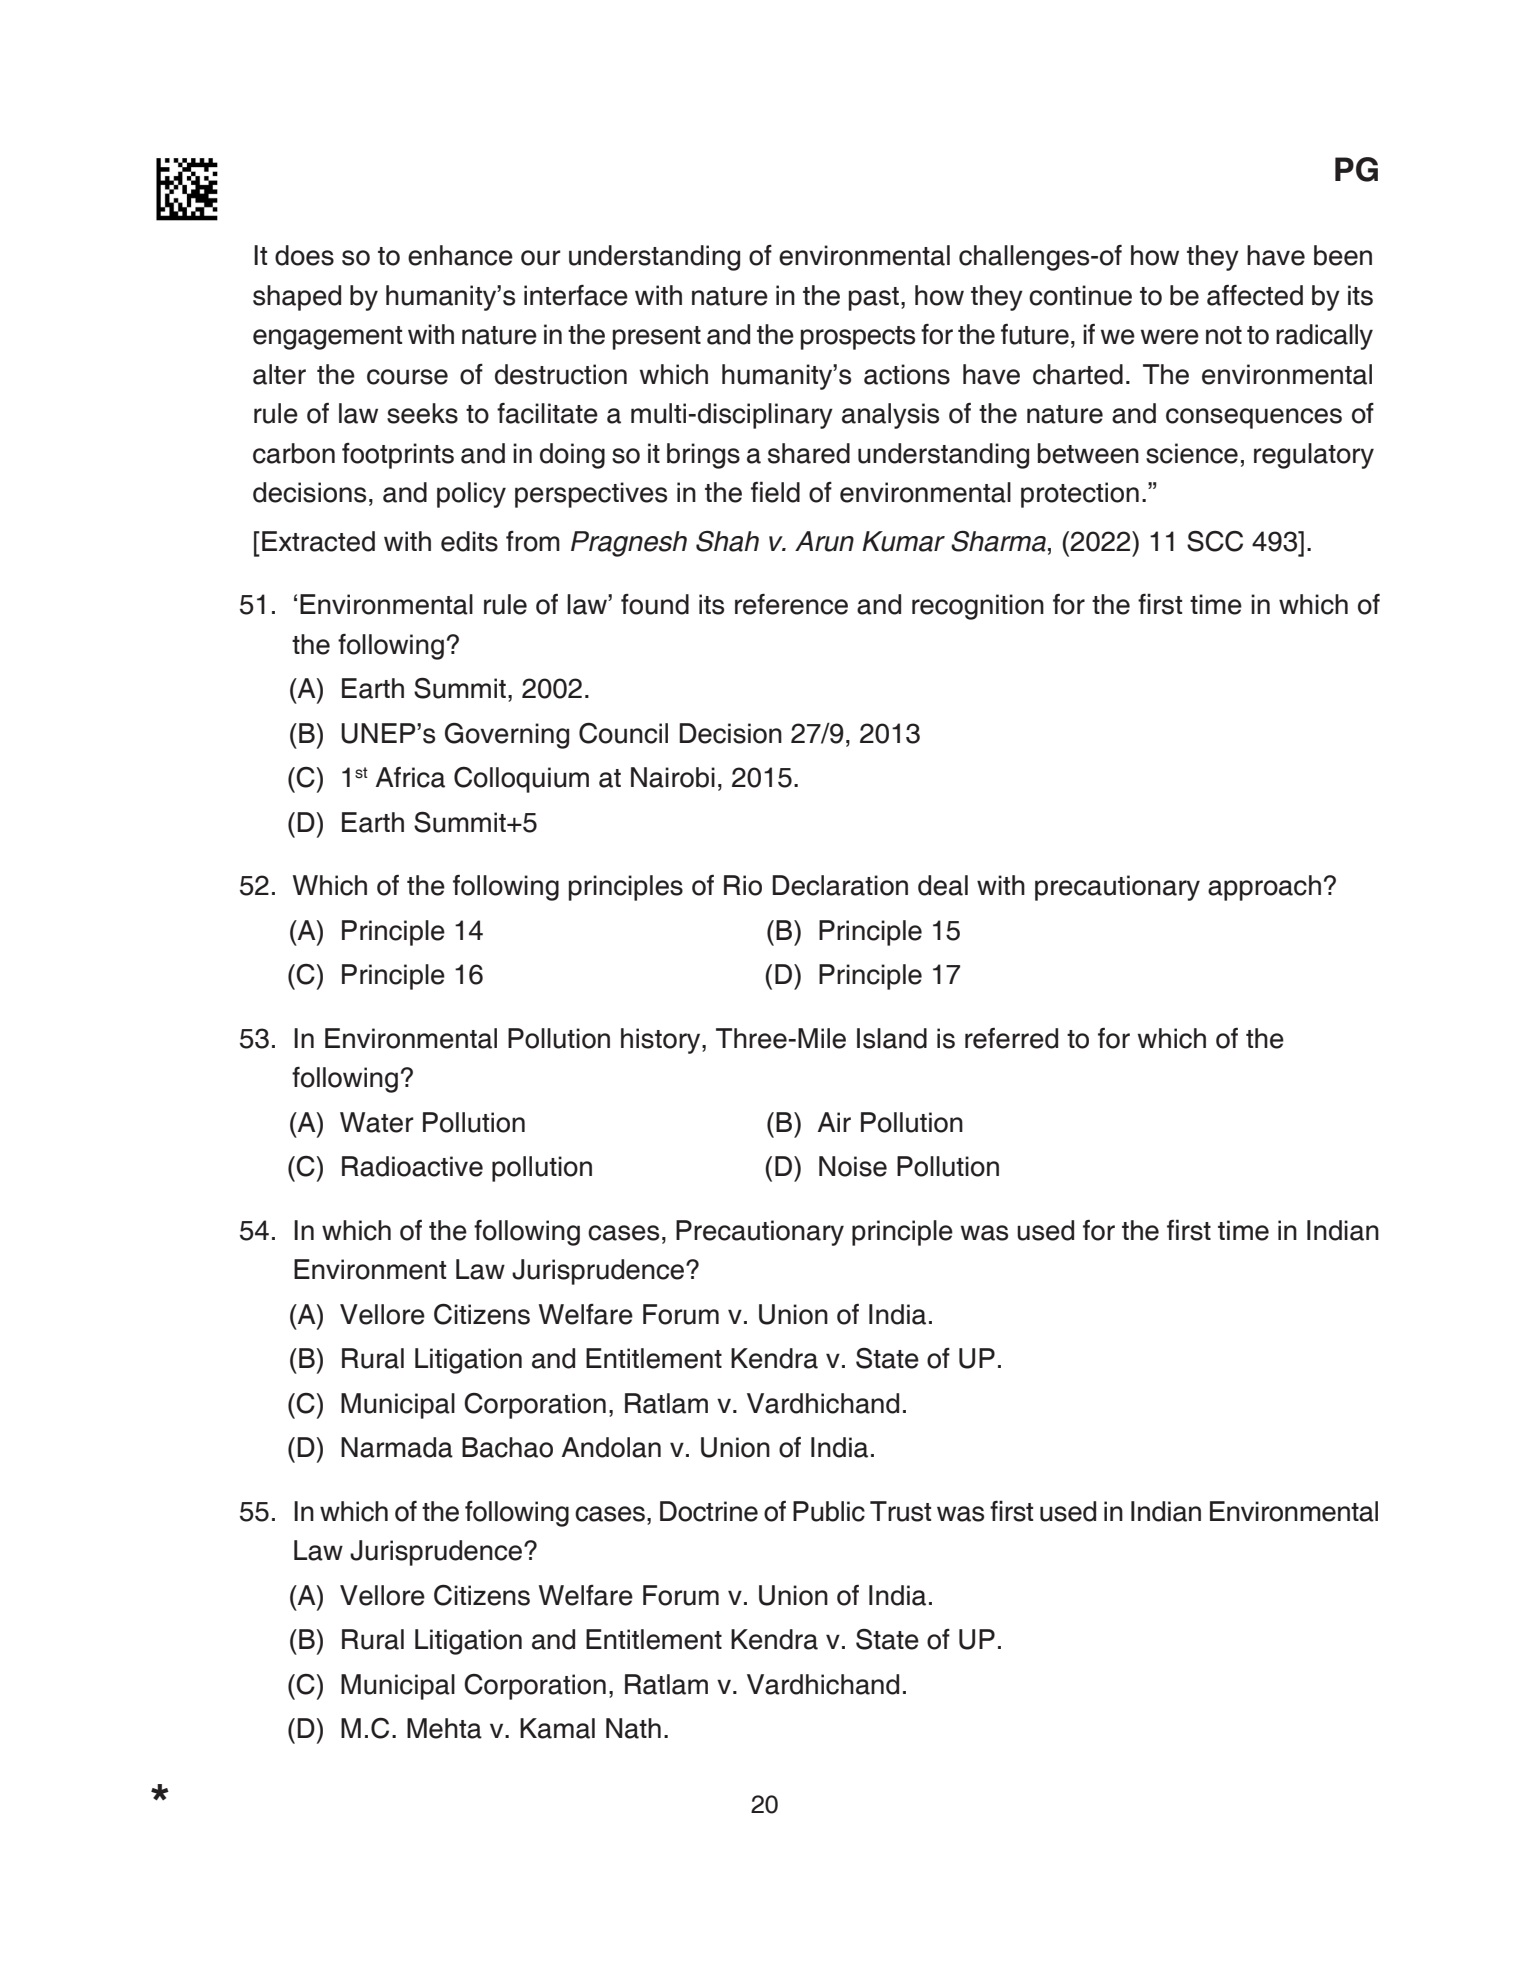 PG
It does so to enhance our understanding of environmental challenges-of how they have been
shaped by humanity's interface with nature in the past, how they continue to be affected by its
engagement with nature in the present and the prospects for the future, if we were not to radically
alter the course of destruction which humanity's actions have charted. The environmental
rule of law seeks to facilitate a multi-disciplinary analysis of the nature and consequences of
carbon footprints and in doing so it brings a shared understanding between science, regulatory
decisions, and policy perspectives in the field of environmental protection.”
[Extracted with edits from Pragnesh Shah v. Arun Kumar Sharma, (2022) 11 SCC 493].
51. ‘Environmental rule of law’ found its reference and recognition for the first time in which of
the following?
(A) Earth Summit, 2002.
(B) UNEP’s Governing Council Decision 27/9, 2013
(C) 1st Africa Colloquium at Nairobi, 2015.
(D) Earth Summit+5
52. Which of the following principles of Rio Declaration deal with precautionary approach?
(A) Principle 14 (B) Principle 15
(C) Principle 16 (D) Principle 17
53. In Environmental Pollution history, Three-Mile Island is referred to for which of the
following?
(A) Water Pollution (B) Air Pollution
(C) Radioactive pollution (D) Noise Pollution
54. In which of the following cases, Precautionary principle was used for the first time in Indian
Environment Law Jurisprudence?
(A) Vellore Citizens Welfare Forum v. Union of India.
(B) Rural Litigation and Entitlement Kendra v. State of UP.
(C) Municipal Corporation, Ratlam v. Vardhichand.
(D) Narmada Bachao Andolan v. Union of India.
55. In which of the following cases, Doctrine of Public Trust was first used in Indian Environmental
Law Jurisprudence?
(A) Vellore Citizens Welfare Forum v. Union of India.
(B) Rural Litigation and Entitlement Kendra v. State of UP.
(C) Municipal Corporation, Ratlam v. Vardhichand.
(D) M.C. Mehta v. Kamal Nath.
* 20